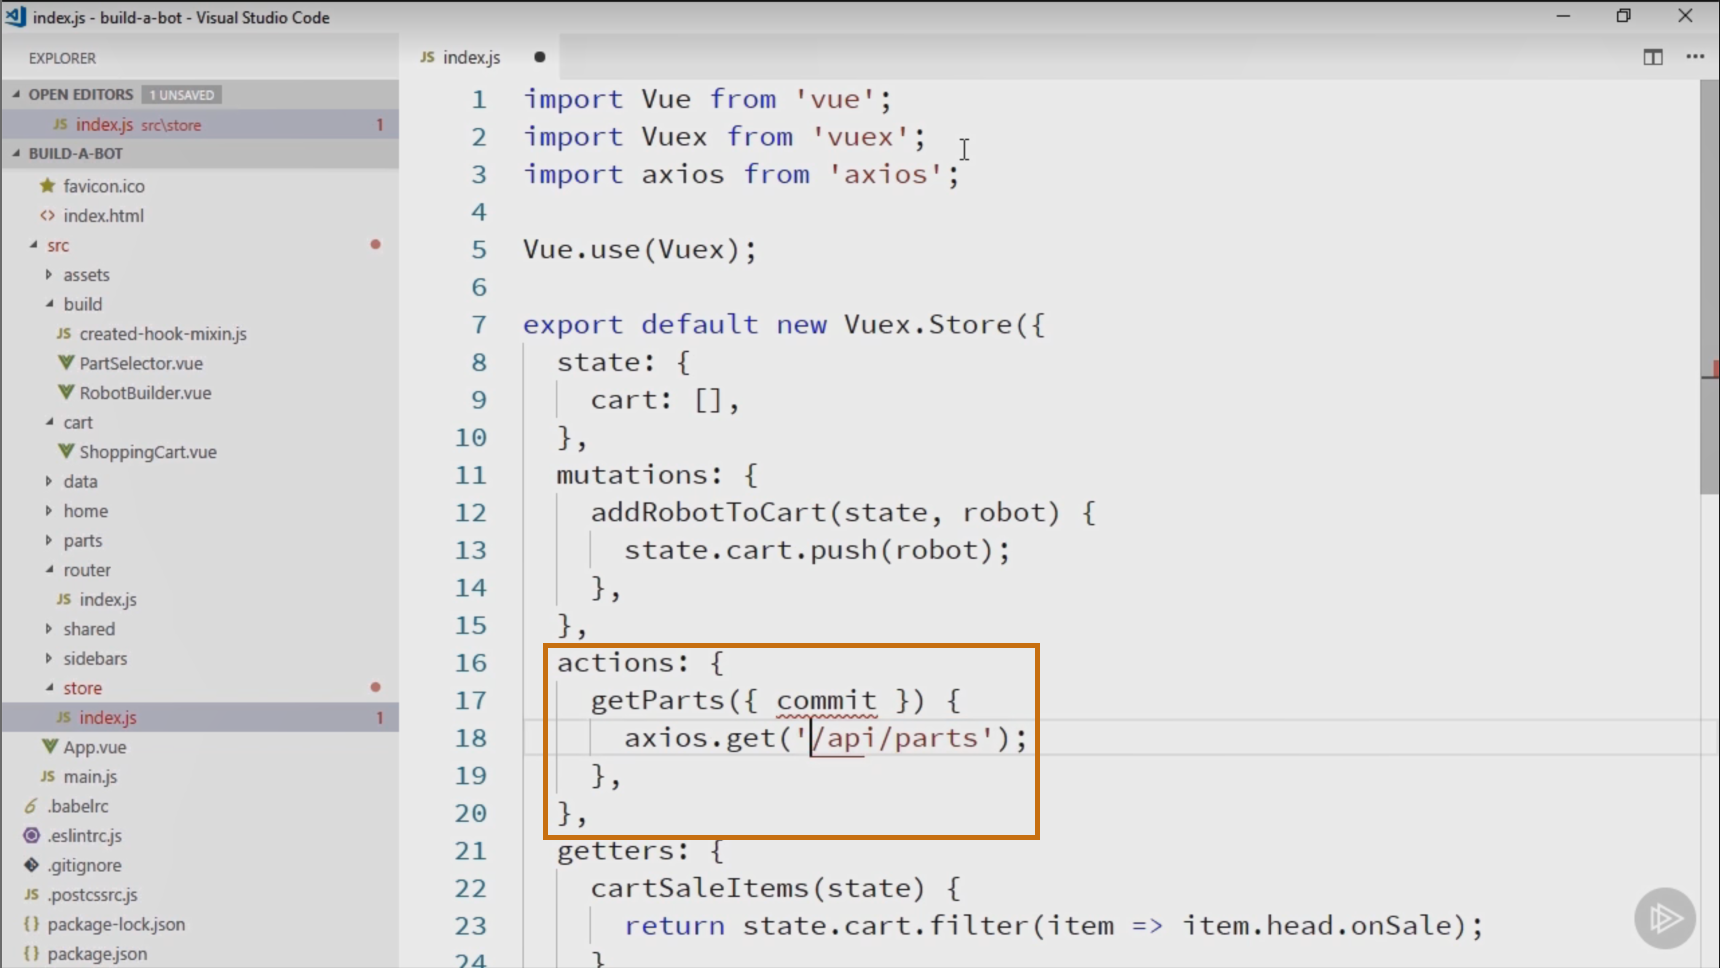 index.js - build-a-bot - Visual Studio Code
EXPLORER
OPEN EDITORS 1 UNSAVED
JS index.js src\store 1
BUILD-A-BOT
favicon.ico
<> index.html
src
assets
build
JS created-hook-mixin.js
PartSelector.vue
RobotBuilder.vue
cart
ShoppingCart.vue
data
home
parts
router
JS index.js
shared
sidebars
store
JS index.js 1
App.vue
JS main.js
.babelrc
.eslintrc.js
.gitignore
JS .postcssrc.js
{} package-lock.json
{} package.json
JS index.js
1 import Vue from 'vue';
2 import Vuex from 'vuex';
3 import axios from 'axios';
4
5 Vue.use(Vuex);
6
7 export default new Vuex.Store({
8 state: {
9 cart: [],
10 },
11 mutations: {
12 addRobotToCart(state, robot) {
13 state.cart.push(robot);
14 },
15 },
16 actions: {
17 getParts({ commit }) {
18 axios.get('/api/parts');
19 },
20 },
21 getters: {
22 cartSaleItems(state) {
23 return state.cart.filter(item => item.head.onSale);
24 }